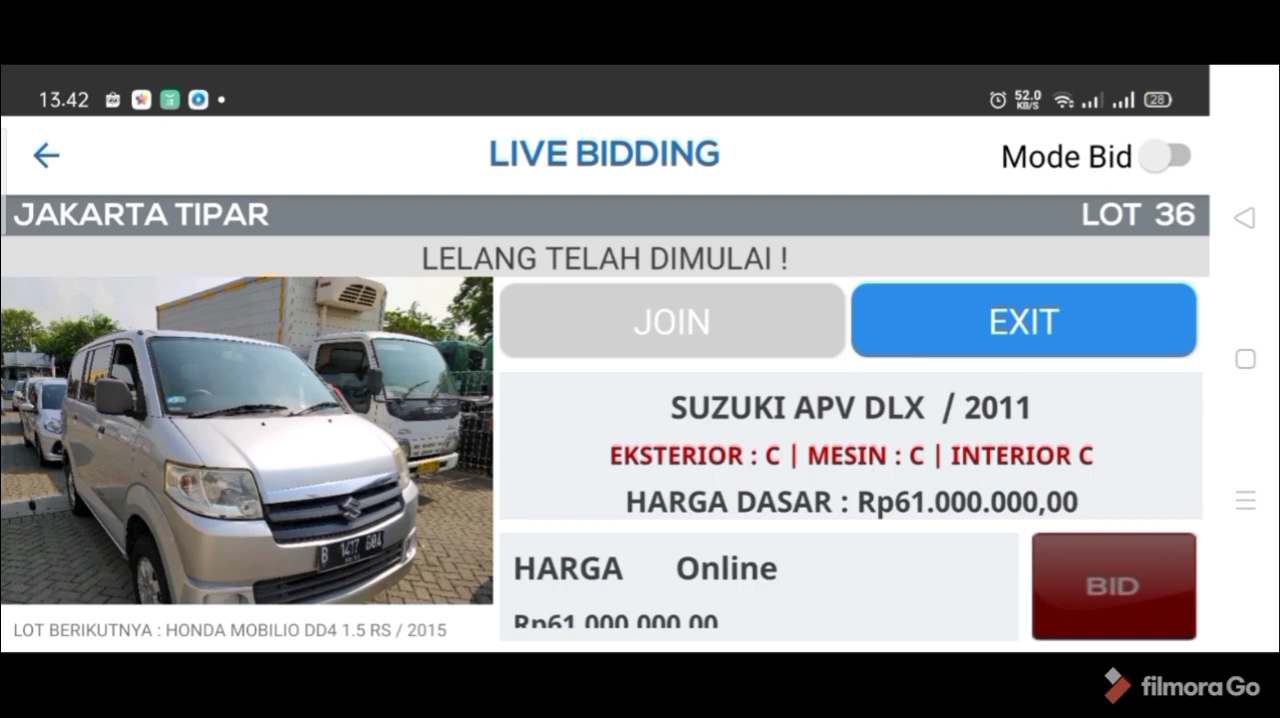 13.42
52.0
KB/S
28
LIVE BIDDING
Mode Bid
JAKARTA TIPAR
LOT 36
LELANG TELAH DIMULAI !
JOIN
EXIT
SUZUKI APV DLX / 2011
EKSTERIOR : C | MESIN : C | INTERIOR C
HARGA DASAR : Rp61.000.000,00
B 1417
HARGA Online
BID
Rp61.000.000,00
LOT BERIKUTNYA : HONDA MOBILIO DD4 1.5 RS / 2015
filmoraGo